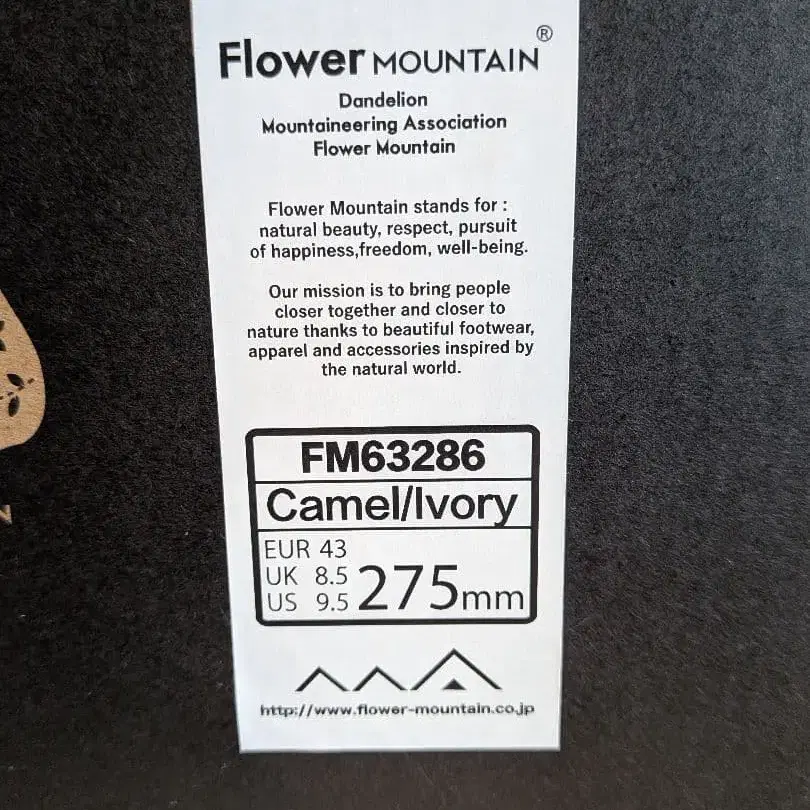 Flower MOUNTAIN®
Dandelion
Mountaineering Association
Flower Mountain
Flower Mountain stands for :
natural beauty, respect, pursuit
of happiness,freedom, well-being.
Our mission is to bring people
closer together and closer to
nature thanks to beautiful footwear,
apparel and accessories inspired by
the natural world.
FM63286
Camel/Ivory
EUR 43
UK 8.5
US 9.5
275mm
http://www.flower-mountain.co.jp